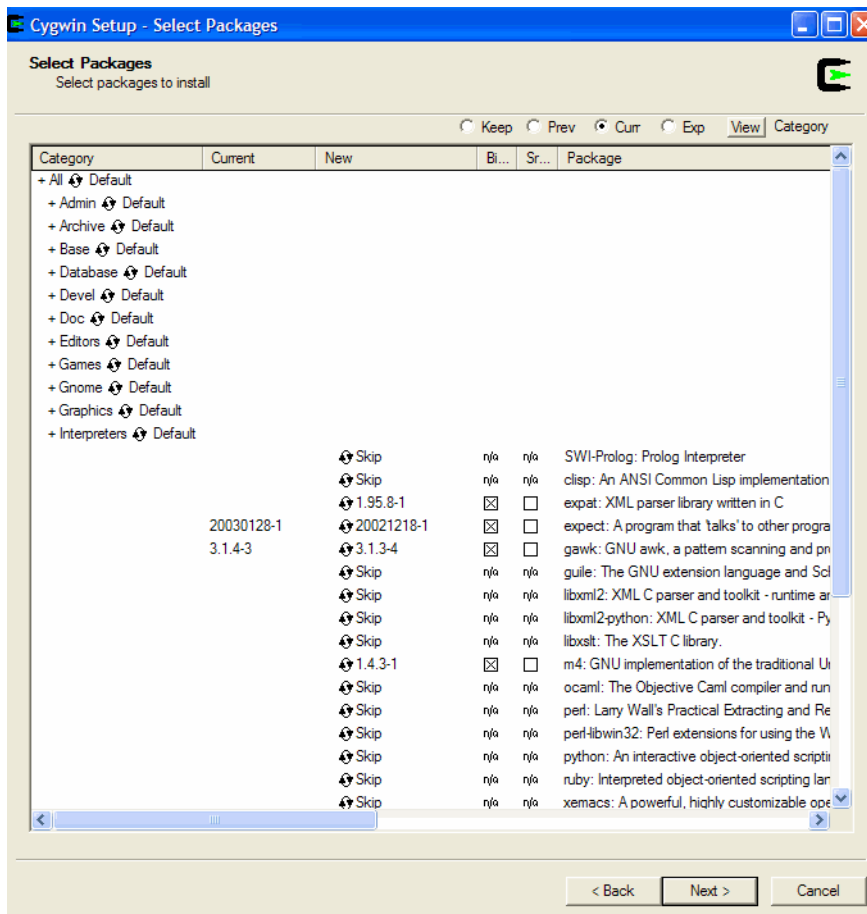 Cygwin Setup - Select Packages
Select Packages
Select packages to install
Keep Prev Curr Exp View Category
Category Current New Bi... Sr... Package
+ All Default
+ Admin Default
+ Archive Default
+ Base Default
+ Database Default
+ Devel Default
+ Doc Default
+ Editors Default
+ Games Default
+ Gnome Default
+ Graphics Default
+ Interpreters Default
Skip n/a n/a SWI-Prolog: Prolog Interpreter
Skip n/a n/a clisp: An ANSI Common Lisp implementation
1.95.8-1 expat: XML parser library written in C
20030128-1 20021218-1 expect: A program that 'talks' to other progra
3.1.4-3 3.1.3-4 gawk: GNU awk, a pattern scanning and pr
Skip n/a n/a guile: The GNU extension language and Sch
Skip n/a n/a libxml2: XML C parser and toolkit - runtime ar
Skip n/a n/a libxml2-python: XML C parser and toolkit - Py
Skip n/a n/a libxslt: The XSLT C library.
1.4.3-1 m4: GNU implementation of the traditional U
Skip n/a n/a ocaml: The Objective Caml compiler and run
Skip n/a n/a perl: Larry Wall's Practical Extracting and Re
Skip n/a n/a perl-libwin32: Perl extensions for using the W
Skip n/a n/a python: An interactive object-oriented scripti
Skip n/a n/a ruby: Interpreted object-oriented scripting lan
Skip n/a n/a xemacs: A powerful, highly customizable ope
< Back Next > Cancel